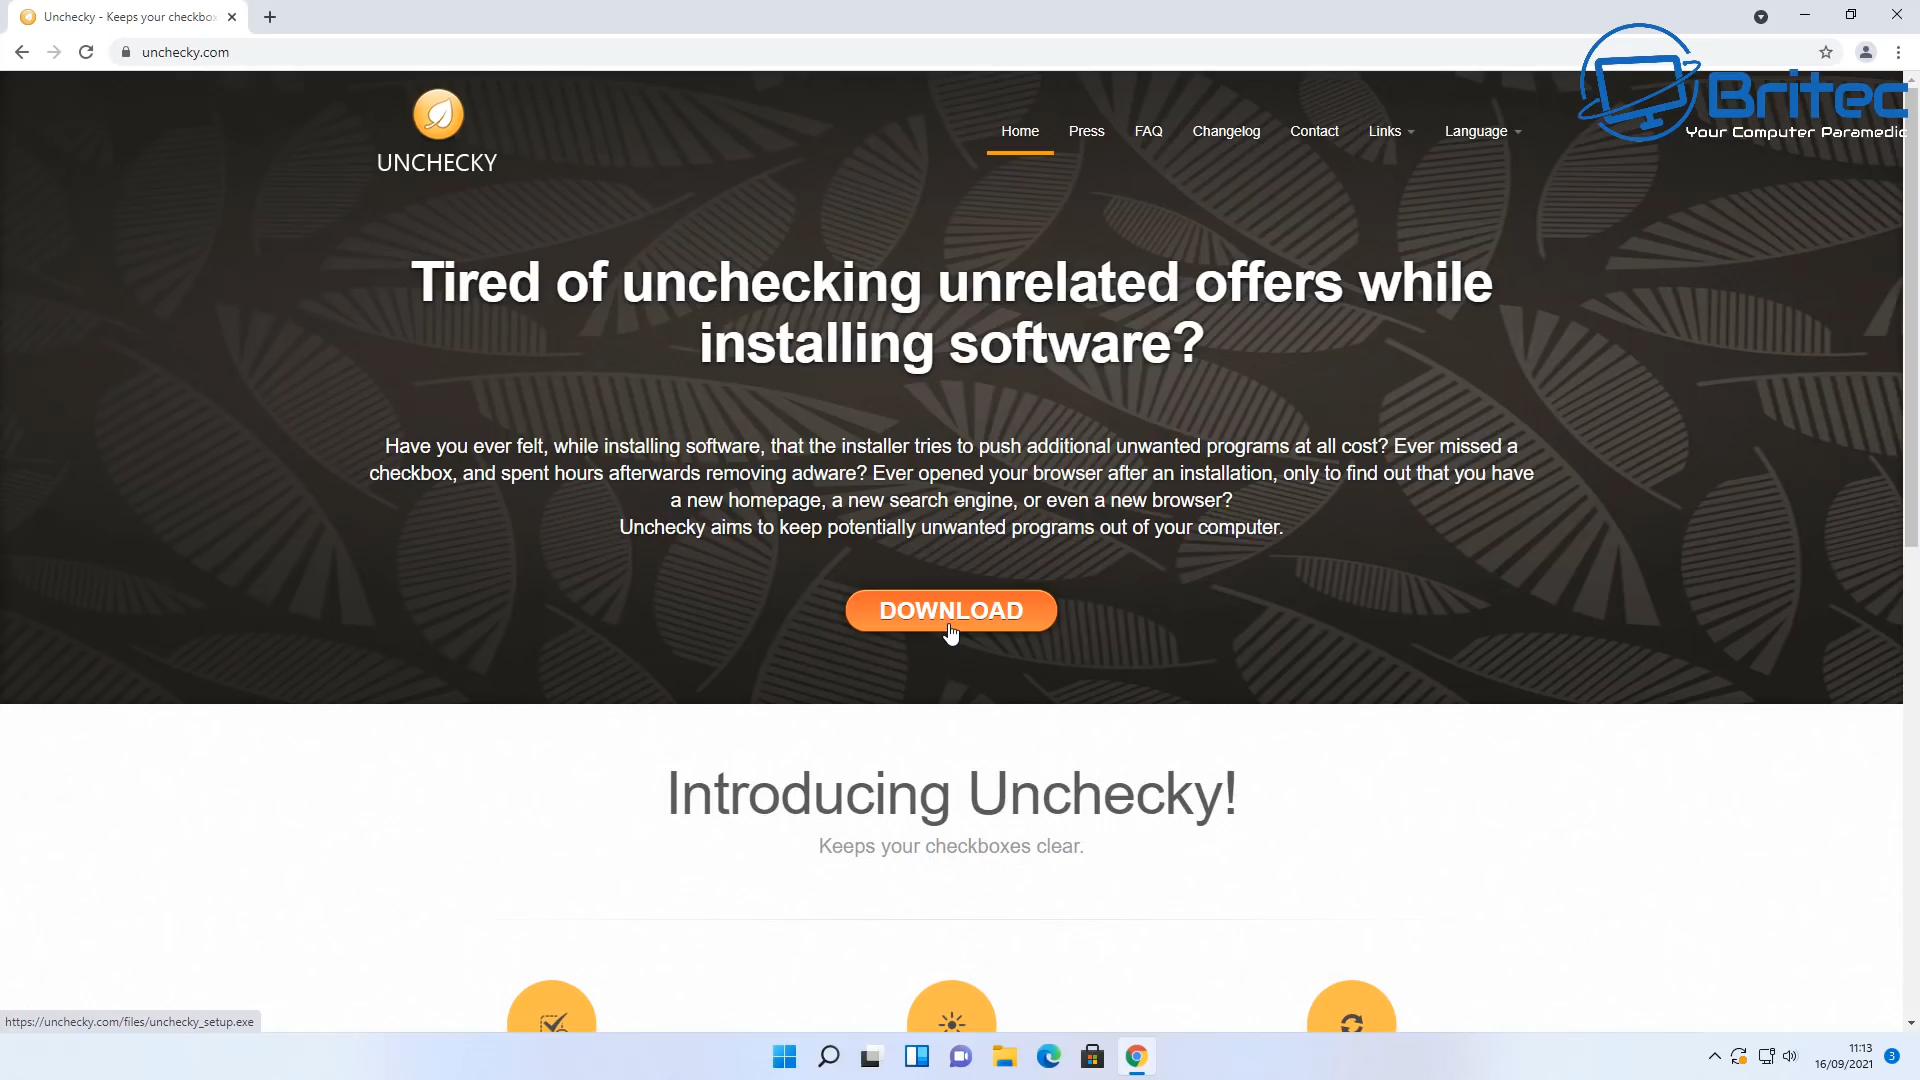 Unchecky - Keeps your checkbox
unchecky.com
Britec
Your Computer Paramedic
UNCHECKY
Home
Press
FAQ
Changelog
Contact
Links
Language
Tired of unchecking unrelated offers while
installing software?
Have you ever felt, while installing software, that the installer tries to push additional unwanted programs at all cost? Ever missed a
checkbox, and spent hours afterwards removing adware? Ever opened your browser after an installation, only to find out that you have
a new homepage, a new search engine, or even a new browser?
Unchecky aims to keep potentially unwanted programs out of your computer.
DOWNLOAD
Introducing Unchecky!
Keeps your checkboxes clear.
https://unchecky.com/files/unchecky_setup.exe
11:13
16/09/2021
3